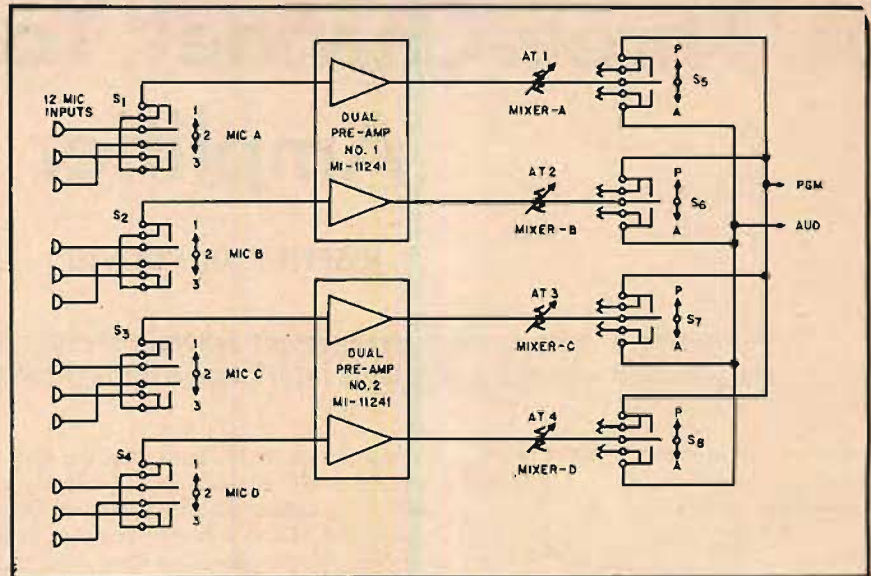 12 MIC
INPUTS
S1
1
2 MIC A
3
S2
1
2 MIC B
3
S3
1
2 MIC C
3
S4
1
2 MIC D
3
DUAL
PRE-AMP
NO. 1
MI-11241
DUAL
PRE-AMP
NO. 2
MI-11241
AT 1
MIXER-A
AT 2
MIXER-B
AT 3
MIXER-C
AT 4
MIXER-D
P
S5
A
P
S6
A
P
S7
A
P
S8
A
PGM
AUD